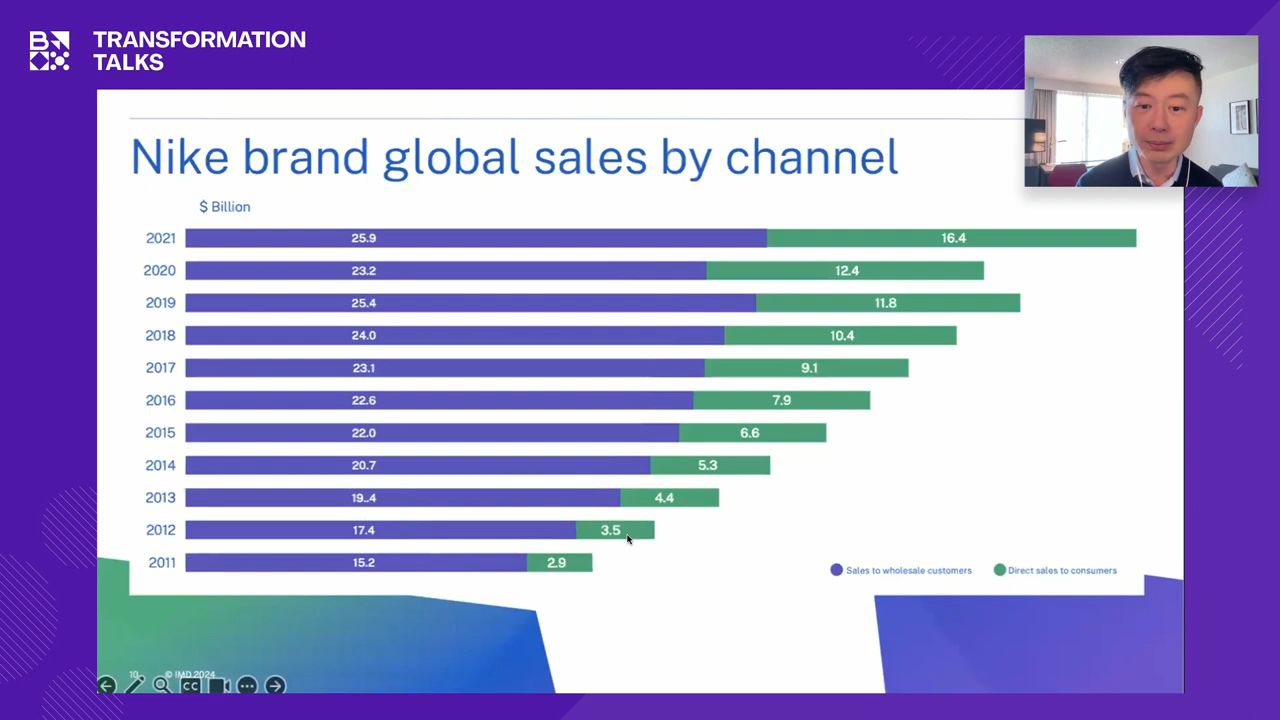 TRANSFORMATION
TALKS
Nike brand global sales by channel
$ Billion
2021 25.9 16.4
2020 23.2 12.4
2019 25.4 11.8
2018 24.0 10.4
2017 23.1 9.1
2016 22.6 7.9
2015 22.0 6.6
2014 20.7 5.3
2013 19..4 4.4
2012 17.4 3.5
2011 15.2 2.9
Sales to wholesale customers Direct sales to consumers
10 © IMD 2024
CC